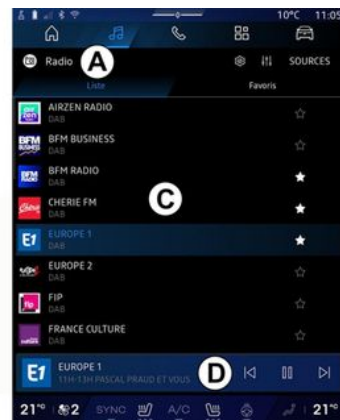 10°C 11:05
Radio A SOURCES
Liste Favoris
AIRZEN RADIO
DAB
BFM BUSINESS
DAB
BFM RADIO
DAB
C
CHERIE FM
DAB
EUROPE 1
DAB
EUROPE 2
DAB
FIP
DAB
FRANCE CULTURE
DAB
E1 EUROPE 1 D
11H-13H PASCAL PRAUD ET VOUS
21°C 2 SYNC A/C 21°C